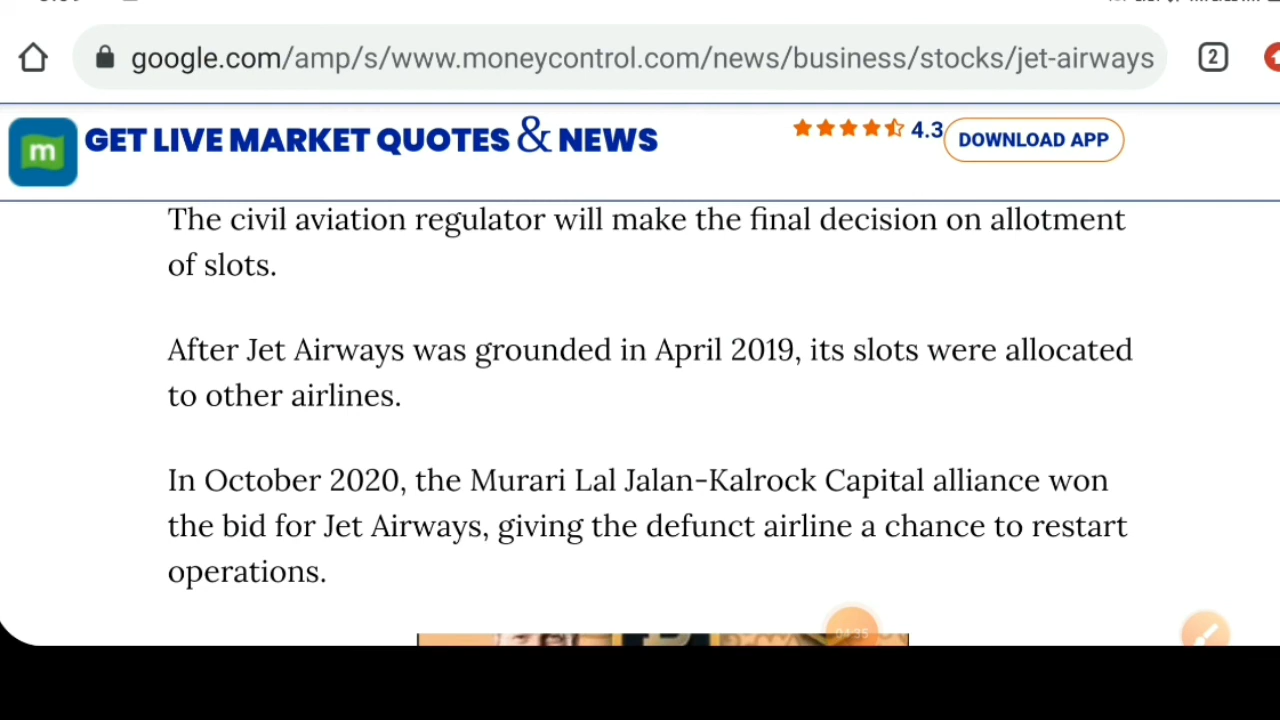 google.com/amp/s/www.moneycontrol.com/news/business/stocks/jet-airways
2
m
GET LIVE MARKET QUOTES & NEWS
4.3
DOWNLOAD APP
The civil aviation regulator will make the final decision on allotment
of slots.
After Jet Airways was grounded in April 2019, its slots were allocated
to other airlines.
In October 2020, the Murari Lal Jalan-Kalrock Capital alliance won
the bid for Jet Airways, giving the defunct airline a chance to restart
operations.
04:35